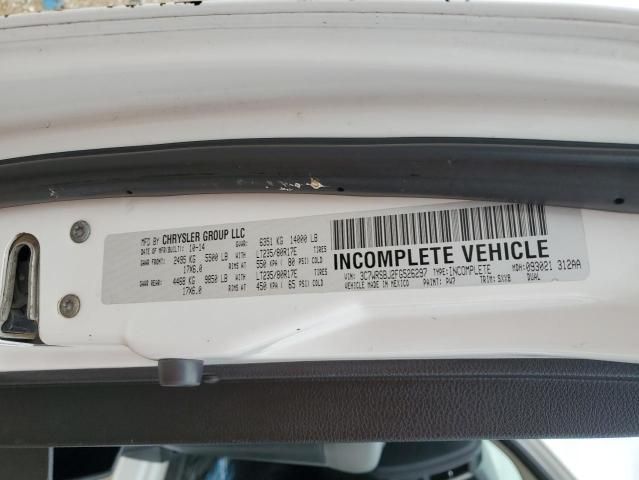 MFD BY CHRYSLER GROUP LLC
DATE OF MFR(BUILT): 10-14 GVWR: 6351 KG 14000 LB
GAWR FRONT: 2495 KG 5500 LB WITH LT235/80R17E TIRES
17X6.0 RIMS AT 550 KPA( 80 PSI) COLD
GAWR REAR: 4468 KG 9850 LB WITH LT235/80R17E TIRES
17X6.0 RIMS AT 450 KPA( 65 PSI) COLD
INCOMPLETE VEHICLE
VIN: 3C7WRSBJ2FG526297 TYPE: INCOMPLETE MDH: 093021 312AA
VEHICLE MADE IN MEXICO PAINT: PW7 TRIM: SXV8 DUAL